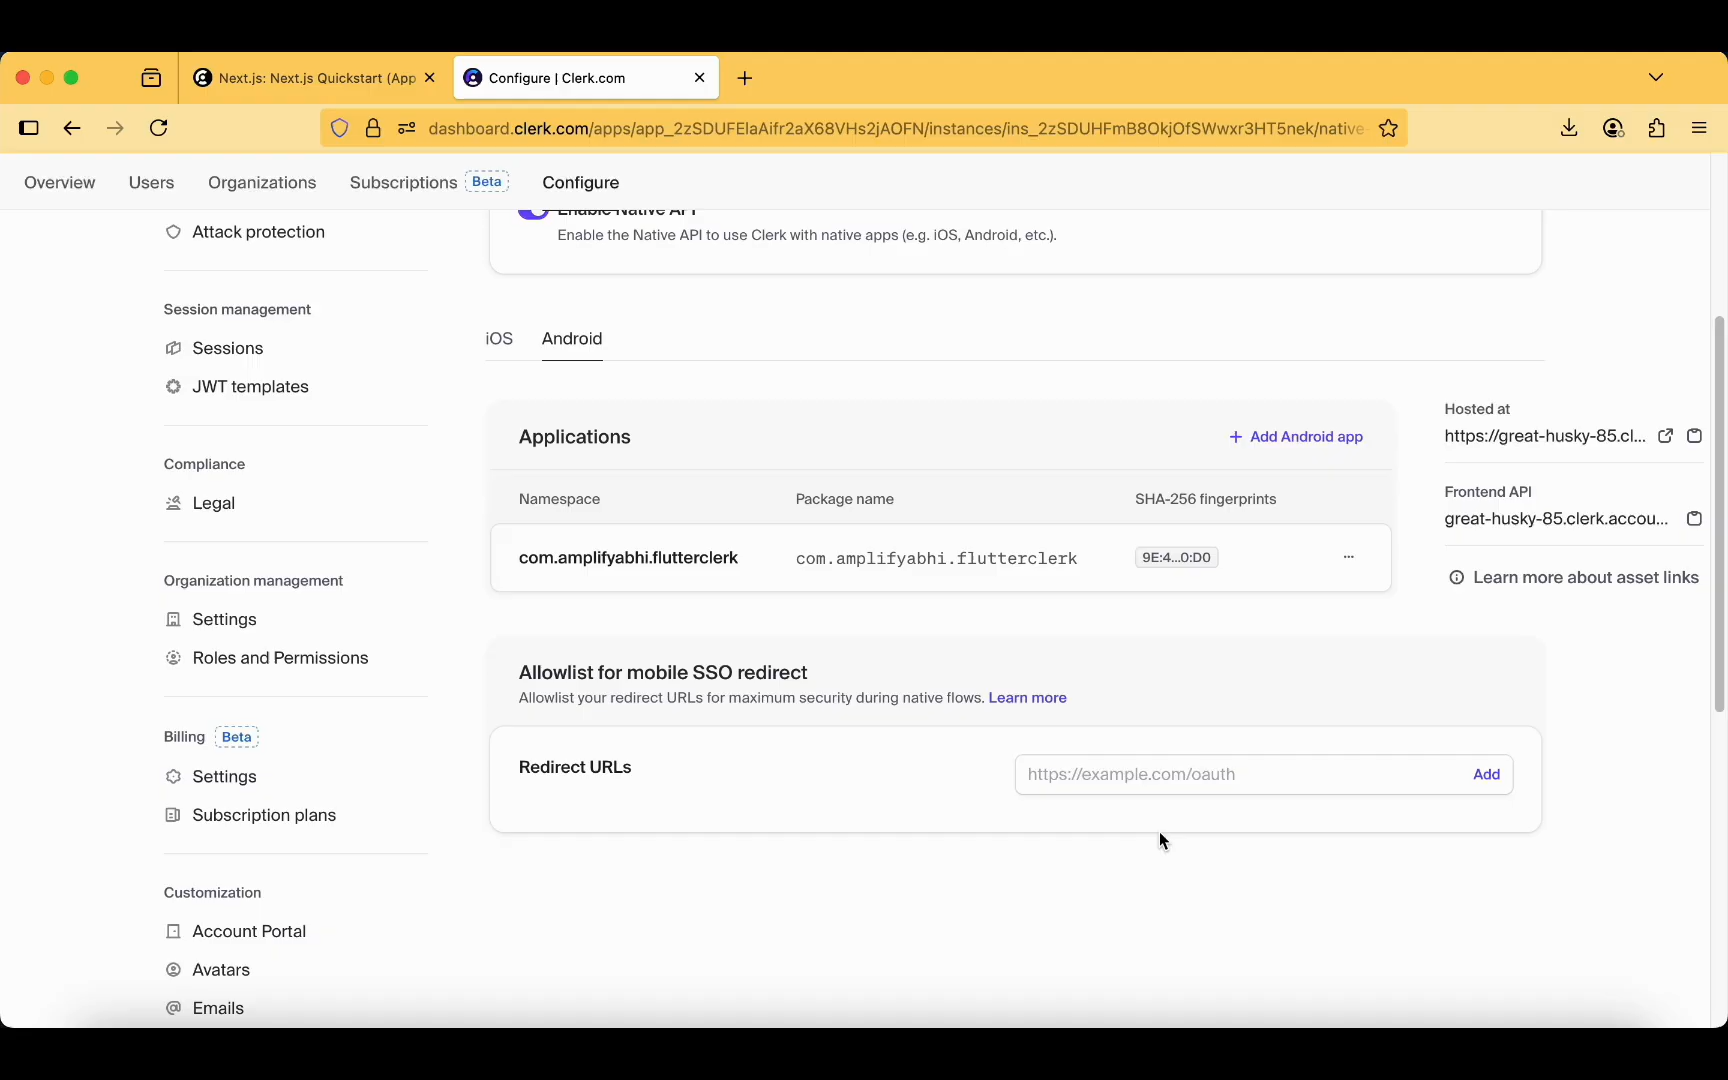 Next.js: Next.js Quickstart (App
Configure | Clerk.com
dashboard.clerk.com/apps/app_2zSDUFElaAifr2aX68VHs2jAOFN/instances/ins_2zSDUHFmB8OkjOfSWwxr3HT5nek/native-
Overview
Users
Organizations
Subscriptions Beta
Configure
Attack protection
Session management
Sessions
JWT templates
Compliance
Legal
Organization management
Settings
Roles and Permissions
Billing Beta
Settings
Subscription plans
Customization
Account Portal
Avatars
Emails
Enable Native API
Enable the Native API to use Clerk with native apps (e.g. iOS, Android, etc.).
iOS
Android
Applications
+ Add Android app
Namespace
Package name
SHA-256 fingerprints
com.amplifyabhi.flutterclerk
com.amplifyabhi.flutterclerk
9E:4...0:D0
...
Allowlist for mobile SSO redirect
Allowlist your redirect URLs for maximum security during native flows. Learn more
Redirect URLs
https://example.com/oauth
Add
Hosted at
https://great-husky-85.cl...
Frontend API
great-husky-85.clerk.accou...
Learn more about asset links